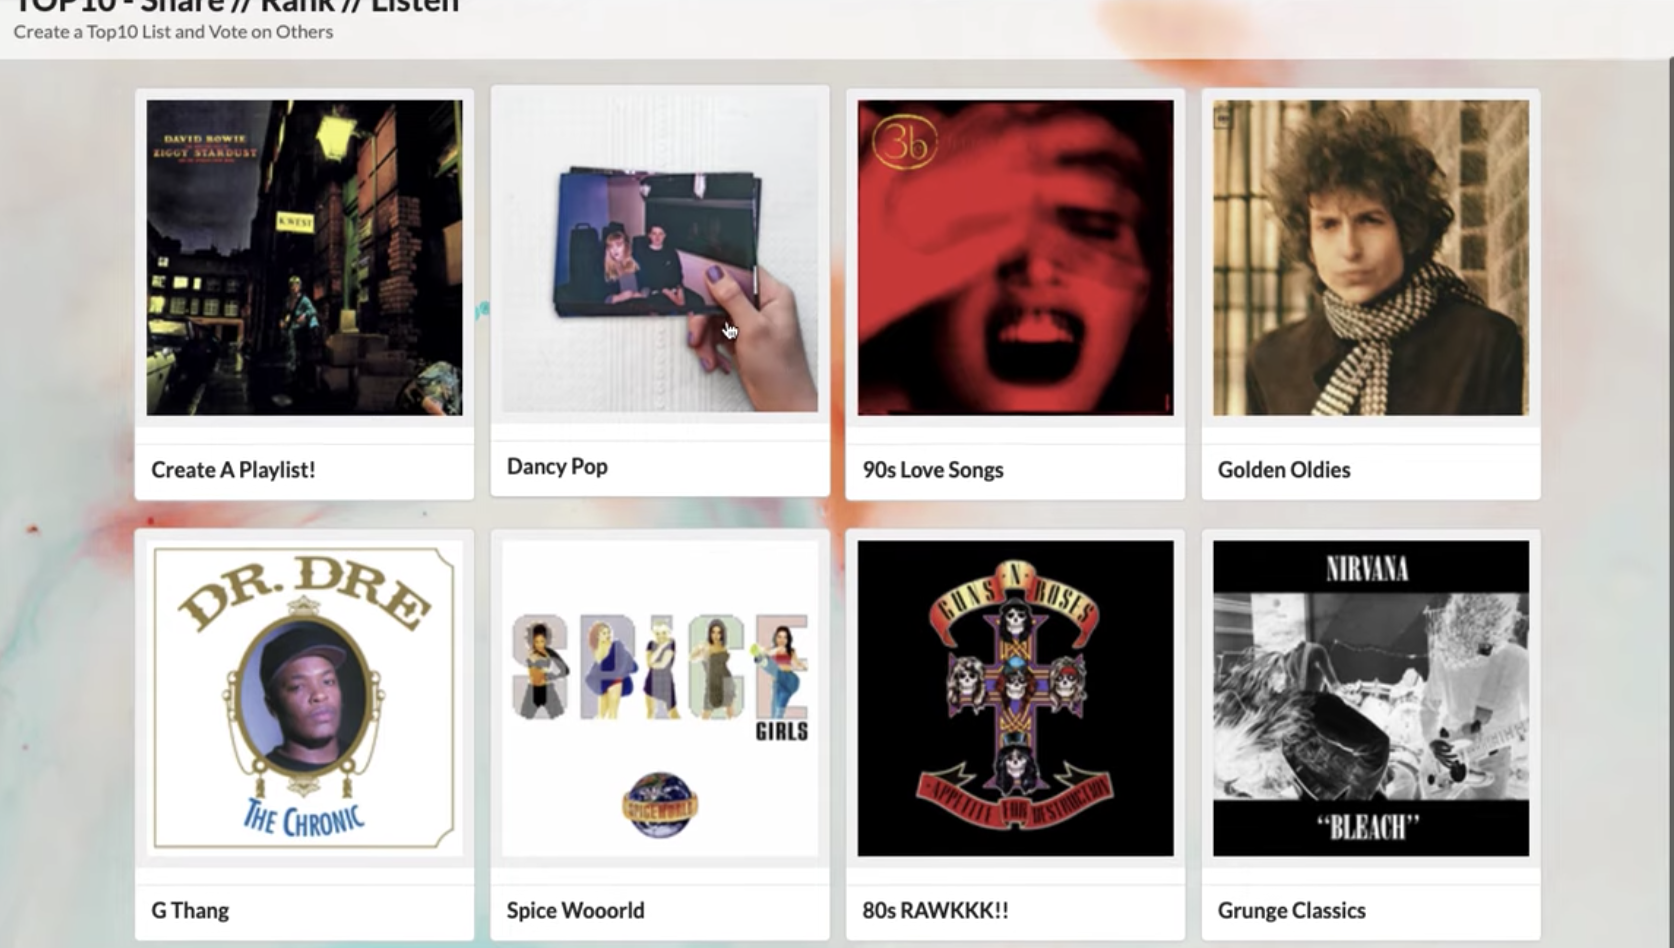 TOP10 - Share // Rank // Listen
Create a Top10 List and Vote on Others
DAVID BOWIE
ZIGGY STARDUST
K.WEST
3b
Create A Playlist!
Dancy Pop
90s Love Songs
Golden Oldies
DR. DRE
THE CHRONIC
SPICE
GIRLS
SPICEWORLD
GUNS N ROSES
APPETITE FOR DESTRUCTION
NIRVANA
“BLEACH”
G Thang
Spice Wooorld
80s RAWKKK!!
Grunge Classics